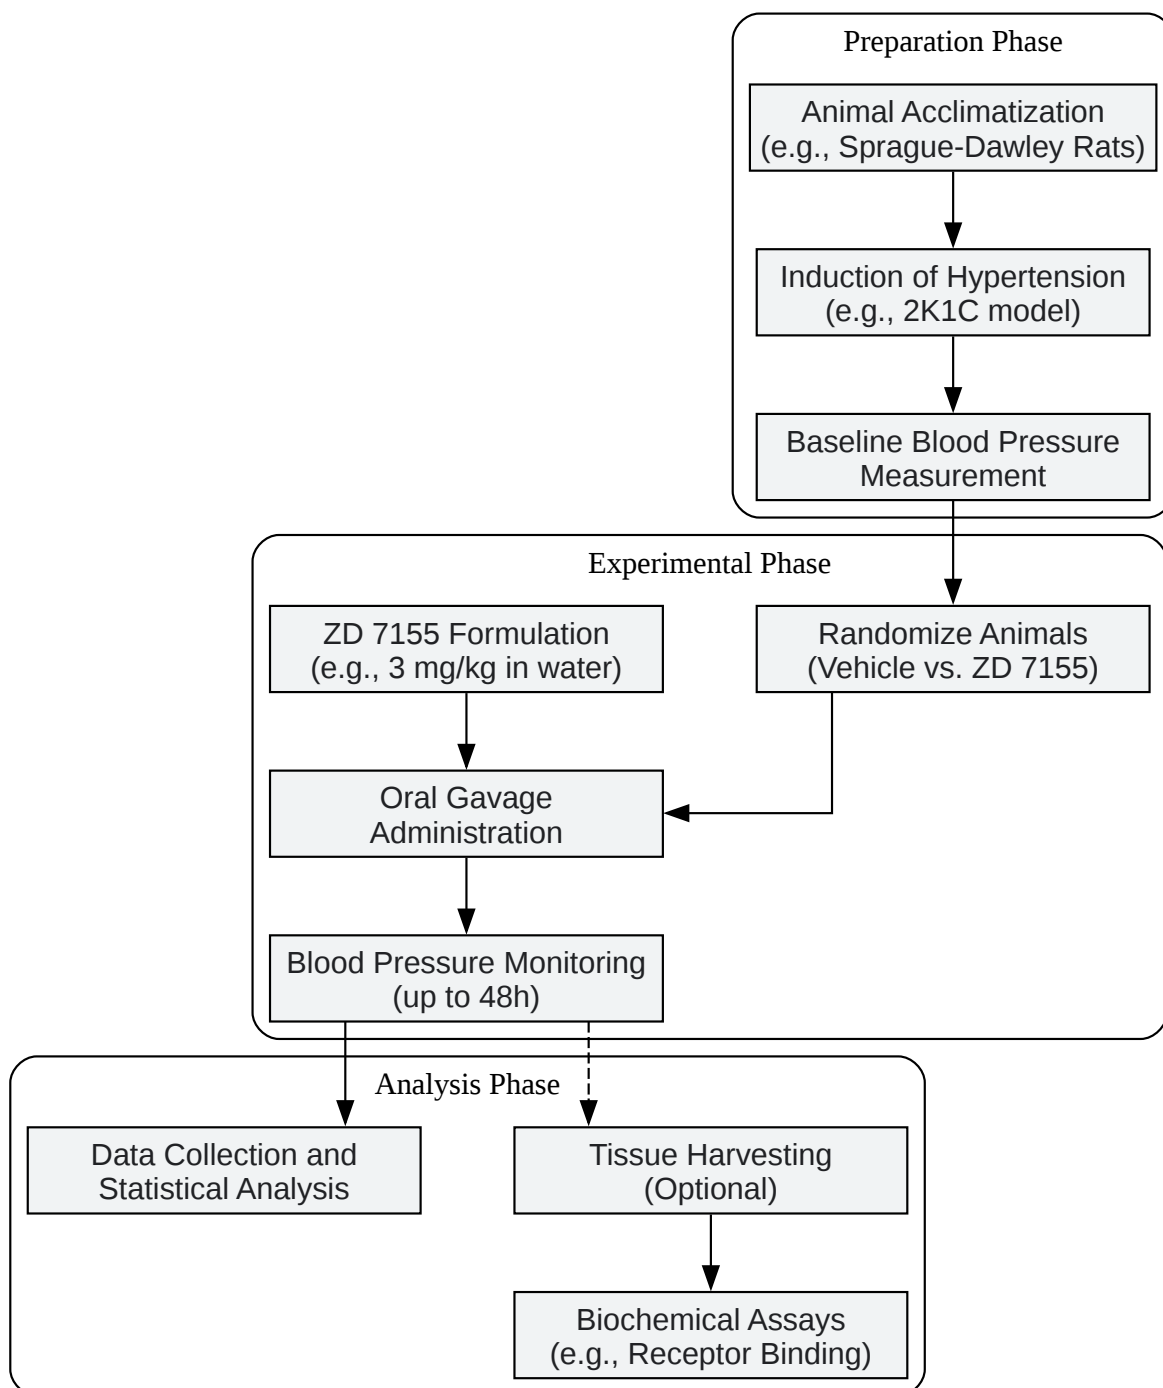 Preparation Phase
Animal Acclimatization
(e.g., Sprague-Dawley Rats)
Induction of Hypertension
(e.g., 2K1C model)
Baseline Blood Pressure
Measurement
Experimental Phase
ZD 7155 Formulation
(e.g., 3 mg/kg in water)
Randomize Animals
(Vehicle vs. ZD 7155)
Oral Gavage
Administration
Blood Pressure Monitoring
(up to 48h)
Analysis Phase
Data Collection and
Statistical Analysis
Tissue Harvesting
(Optional)
Biochemical Assays
(e.g., Receptor Binding)